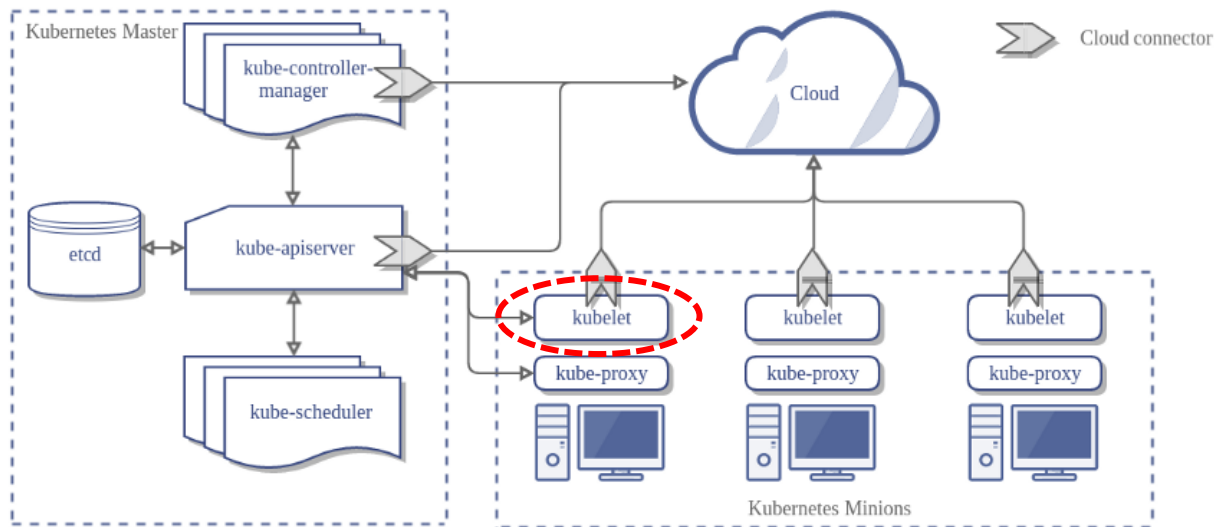 Kubernetes Master
kube-controller-
manager
Cloud
Cloud connector
etcd
kube-apiserver
kubelet
kubelet
kubelet
kube-proxy
kube-proxy
kube-proxy
kube-scheduler
Kubernetes Minions